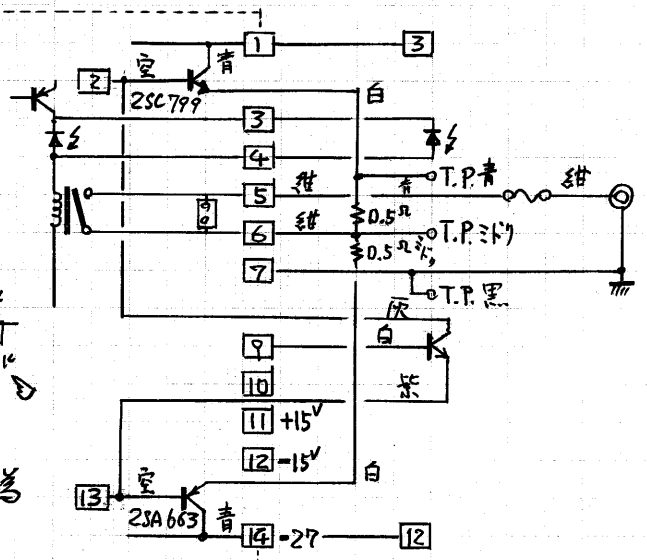 1
3
空
青
2
2SC799
白
3
4
T.P.青
5
紺
青
紺
0.5Ω
6
紺
T.P.ミドリ
0.5Ω
ミドリ
7
T.P.黒
灰
9
白
10
紫
11 +15V
12 -15V
白
13
空
2SA663
青
14 -27
12